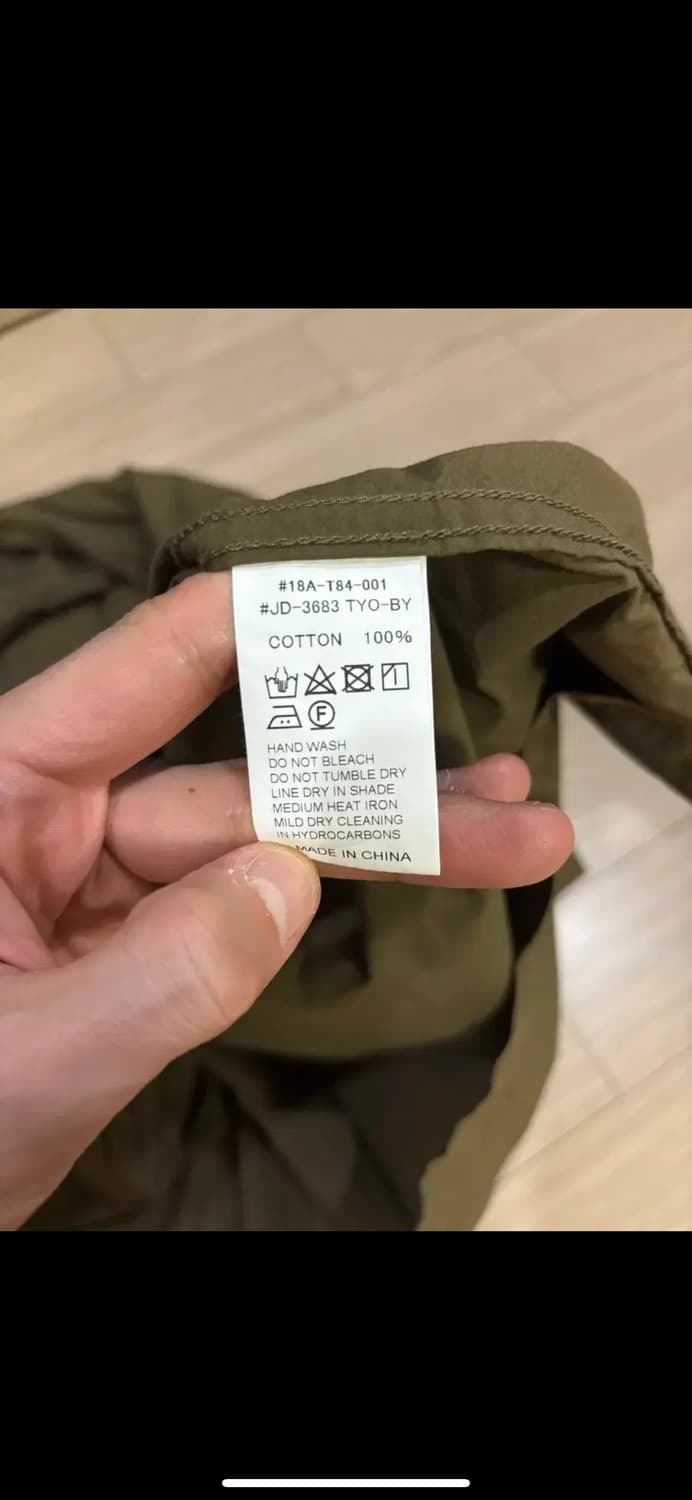 #18A-T84-001
#JD-3683 TYO-BY
COTTON 100%
F
HAND WASH
DO NOT BLEACH
DO NOT TUMBLE DRY
LINE DRY IN SHADE
MEDIUM HEAT IRON
MILD DRY CLEANING
IN HYDROCARBONS
MADE IN CHINA